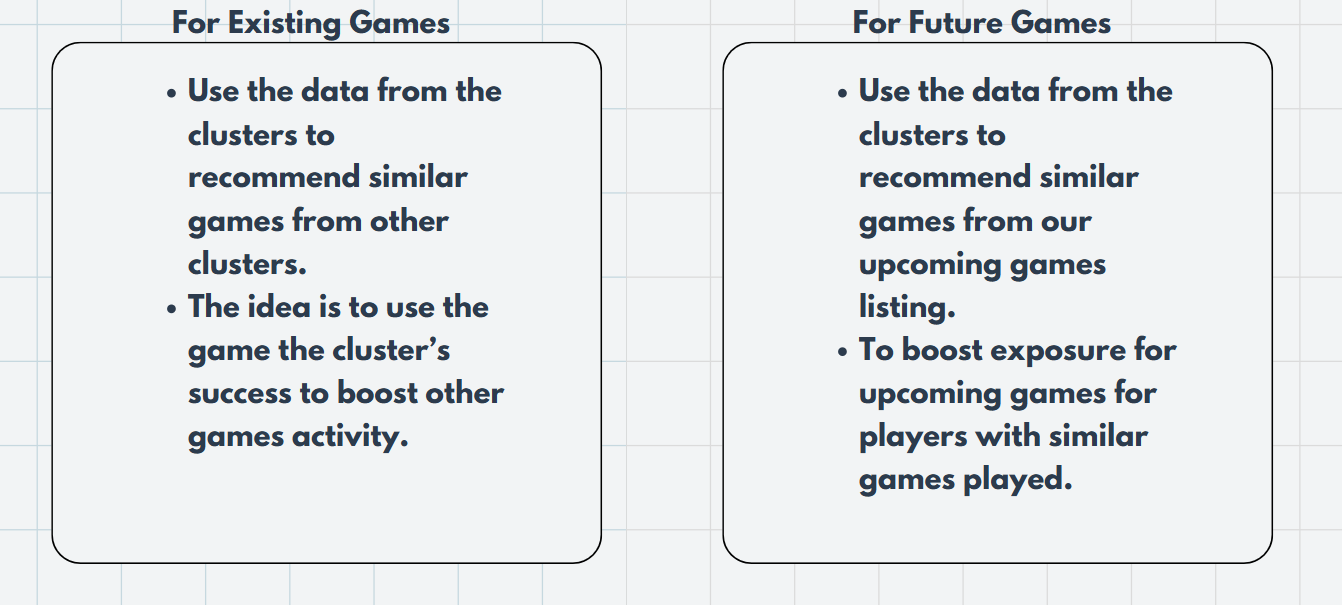 For Existing Games
• Use the data from the
clusters to
recommend similar
games from other
clusters.
• The idea is to use the
game the cluster’s
success to boost other
games activity.
For Future Games
• Use the data from the
clusters to
recommend similar
games from our
upcoming games
listing.
• To boost exposure for
upcoming games for
players with similar
games played.